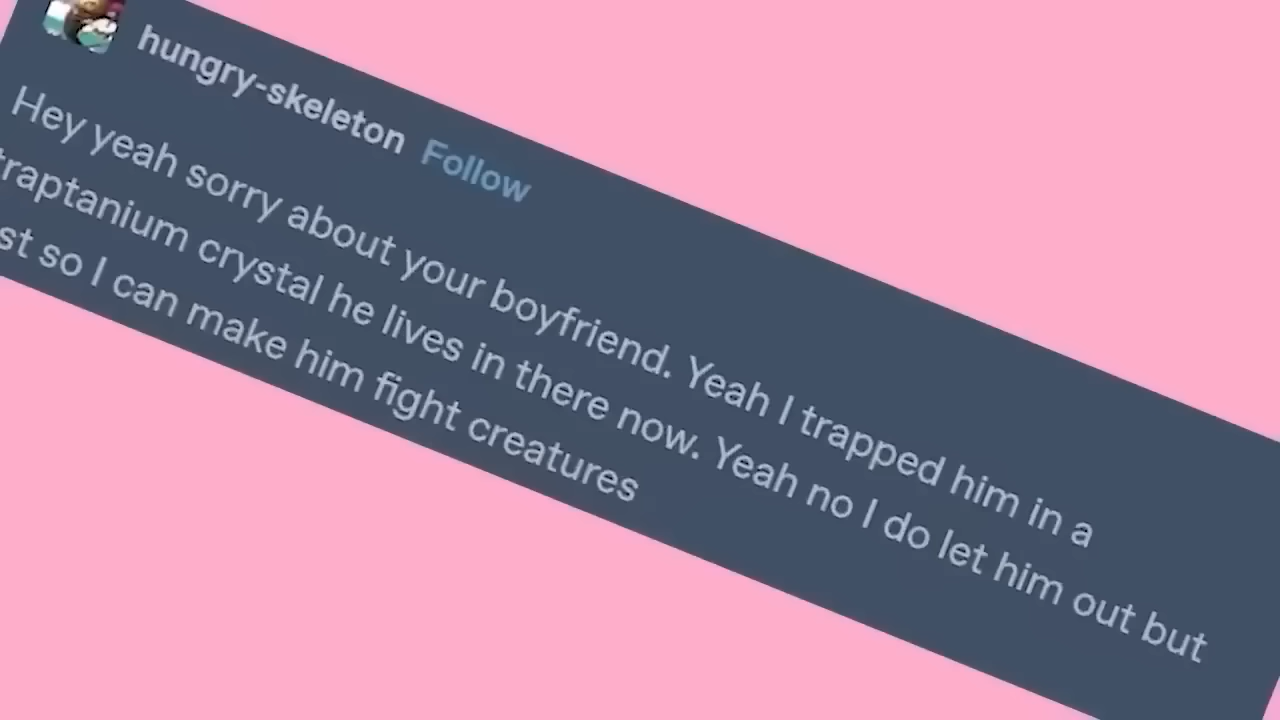 hungry-skeleton Follow
Hey yeah sorry about your boyfriend. Yeah I trapped him in a
traptanium crystal he lives in there now. Yeah no I do let him out but
st so I can make him fight creatures